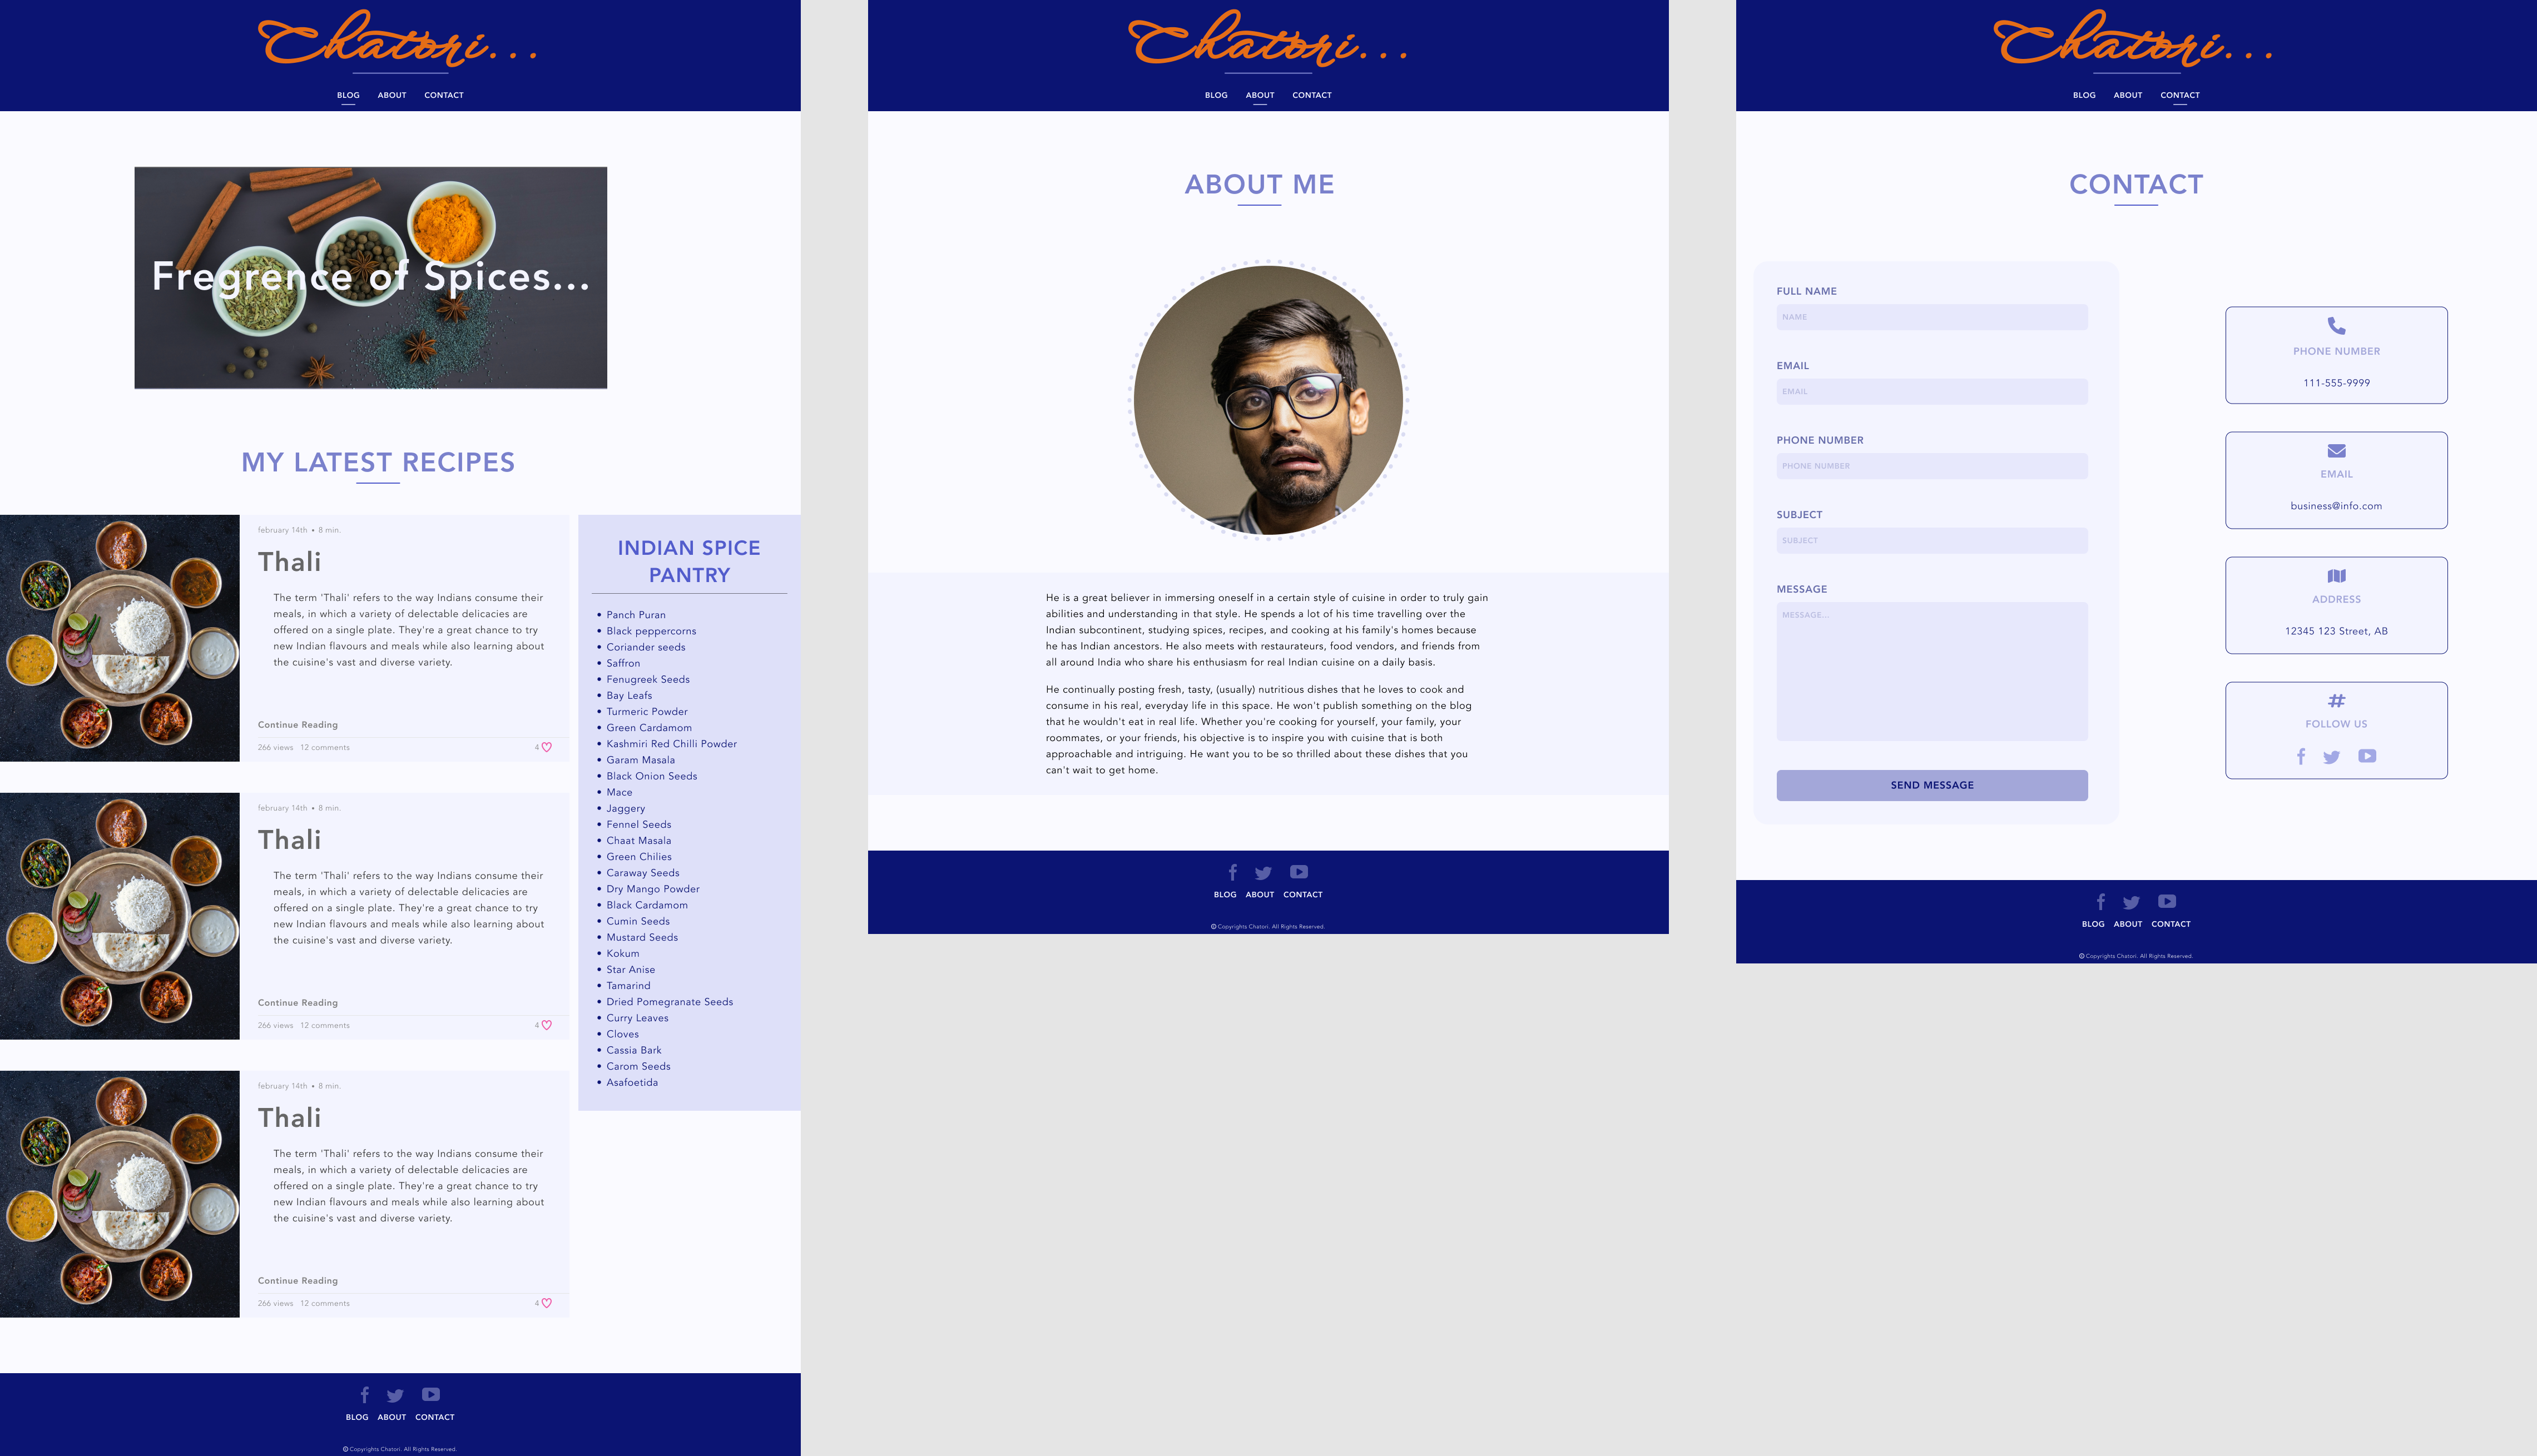 Chatori...
BLOG ABOUT CONTACT
Fregrence of Spices...
MY LATEST RECIPES
february 14th • 8 min.
Thali
The term 'Thali' refers to the way Indians consume their
meals, in which a variety of delectable delicacies are
offered on a single plate. They're a great chance to try
new Indian flavours and meals while also learning about
the cuisine's vast and diverse variety.
Continue Reading
266 views 12 comments 4
february 14th • 8 min.
Thali
The term 'Thali' refers to the way Indians consume their
meals, in which a variety of delectable delicacies are
offered on a single plate. They're a great chance to try
new Indian flavours and meals while also learning about
the cuisine's vast and diverse variety.
Continue Reading
266 views 12 comments 4
february 14th • 8 min.
Thali
The term 'Thali' refers to the way Indians consume their
meals, in which a variety of delectable delicacies are
offered on a single plate. They're a great chance to try
new Indian flavours and meals while also learning about
the cuisine's vast and diverse variety.
Continue Reading
266 views 12 comments 4
INDIAN SPICE
PANTRY
• Panch Puran
• Black peppercorns
• Coriander seeds
• Saffron
• Fenugreek Seeds
• Bay Leafs
• Turmeric Powder
• Green Cardamom
• Kashmiri Red Chilli Powder
• Garam Masala
• Black Onion Seeds
• Mace
• Jaggery
• Fennel Seeds
• Chaat Masala
• Green Chilies
• Caraway Seeds
• Dry Mango Powder
• Black Cardamom
• Cumin Seeds
• Mustard Seeds
• Kokum
• Star Anise
• Tamarind
• Dried Pomegranate Seeds
• Curry Leaves
• Cloves
• Cassia Bark
• Carom Seeds
• Asafoetida
BLOG ABOUT CONTACT
© Copyrights Chatori. All Rights Reserved.
Chatori...
BLOG ABOUT CONTACT
ABOUT ME
He is a great believer in immersing oneself in a certain style of cuisine in order to truly gain
abilities and understanding in that style. He spends a lot of his time travelling over the
Indian subcontinent, studying spices, recipes, and cooking at his family's homes because
he has Indian ancestors. He also meets with restaurateurs, food vendors, and friends from
all around India who share his enthusiasm for real Indian cuisine on a daily basis.
He continually posting fresh, tasty, (usually) nutritious dishes that he loves to cook and
consume in his real, everyday life in this space. He won't publish something on the blog
that he wouldn't eat in real life. Whether you're cooking for yourself, your family, your
roommates, or your friends, his objective is to inspire you with cuisine that is both
approachable and intriguing. He want you to be so thrilled about these dishes that you
can't wait to get home.
BLOG ABOUT CONTACT
© Copyrights Chatori. All Rights Reserved.
Chatori...
BLOG ABOUT CONTACT
CONTACT
FULL NAME
NAME
EMAIL
EMAIL
PHONE NUMBER
PHONE NUMBER
SUBJECT
SUBJECT
MESSAGE
MESSAGE...
SEND MESSAGE
PHONE NUMBER
111-555-9999
EMAIL
business@info.com
ADDRESS
12345 123 Street, AB
#
FOLLOW US
BLOG ABOUT CONTACT
© Copyrights Chatori. All Rights Reserved.